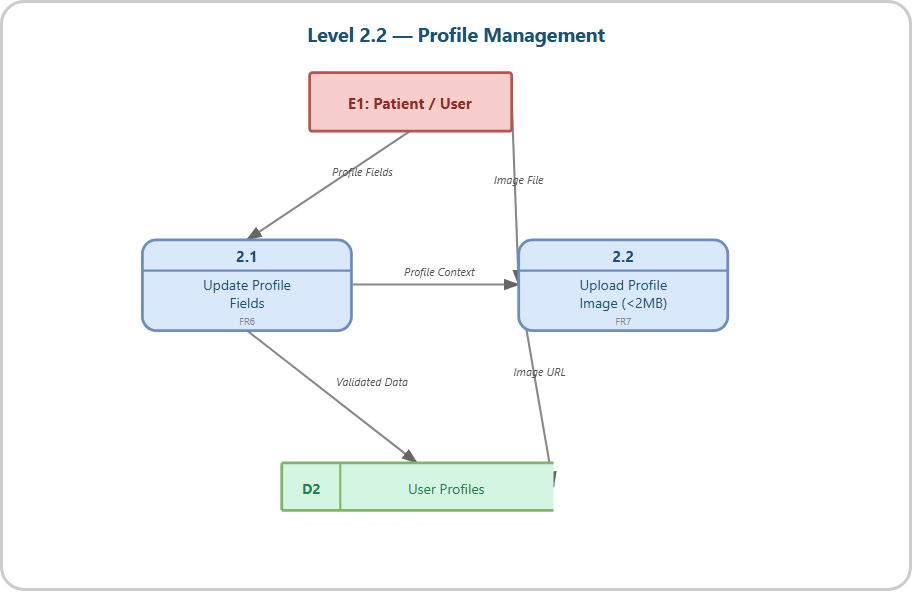 Level 2.2 — Profile Management
E1: Patient / User
Profile Fields
Image File
2.1
Update Profile
Fields
FR6
Profile Context
2.2
Upload Profile
Image (<2MB)
FR7
Validated Data
Image URL
D2
User Profiles